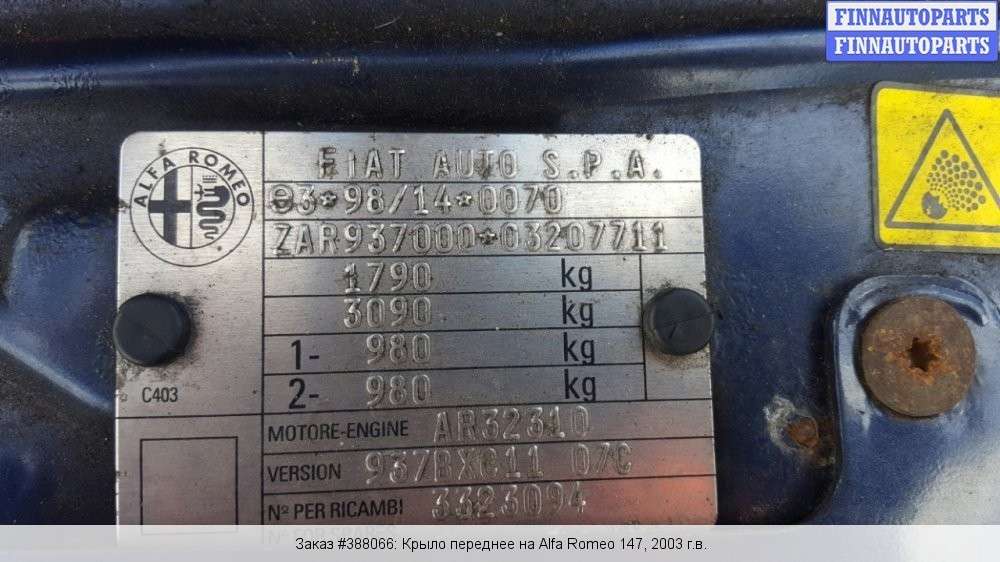 FINNAUTOPARTS
FINNAUTOPARTS
ALFA ROMEO
FIAT AUTO S.P.A.
e3*98/14*0070
ZAR937000*03207711
1790 kg
3090 kg
1- 980 kg
2- 980 kg
C403
MOTORE-ENGINE AR32310
VERSION 937BXC11 07C
Nº PER RICAMBI 3323094
Заказ #388066: Крыло переднее на Alfa Romeo 147, 2003 г.в.